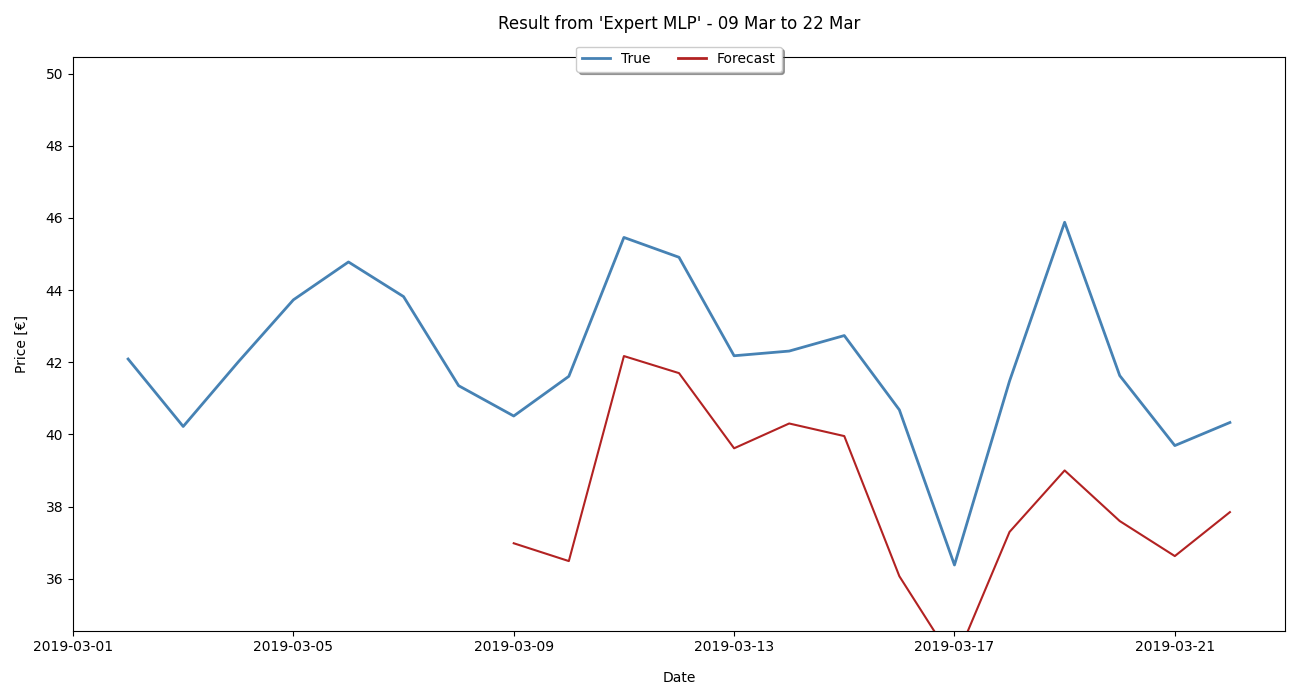 Result from 'Expert MLP' - 09 Mar to 22 Mar
True Forecast
50
48
46
44
42
40
38
36
Price [€]
2019-03-01 2019-03-05 2019-03-09 2019-03-13 2019-03-17 2019-03-21
Date